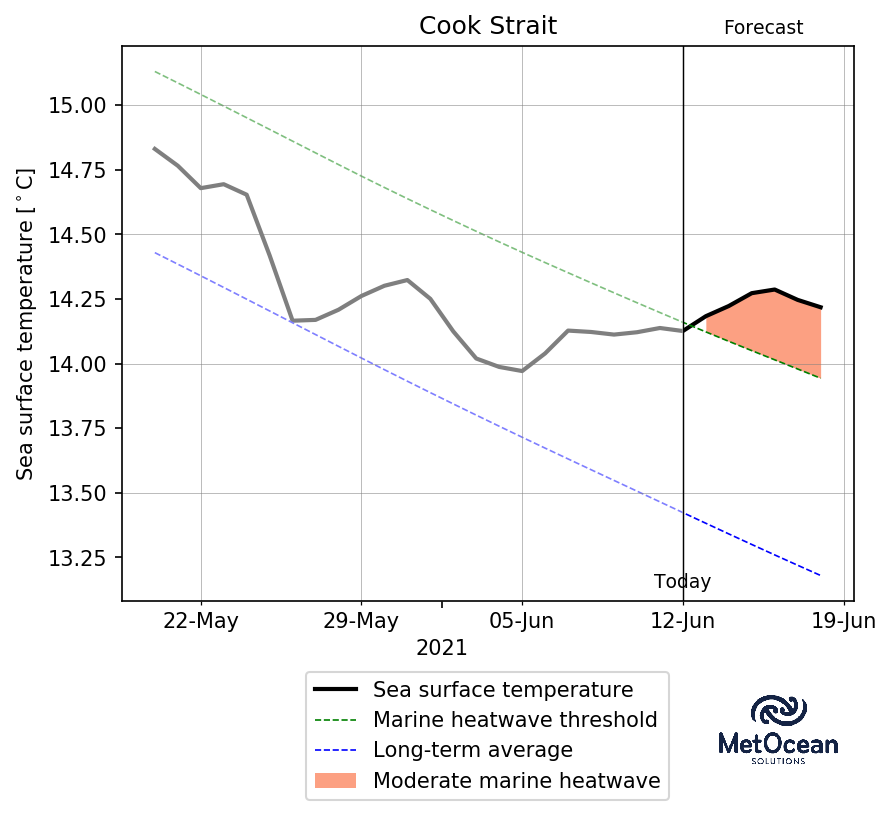 Cook Strait
Forecast
Sea surface temperature [°C]
15.00
14.75
14.50
14.25
14.00
13.75
13.50
13.25
Today
22-May 29-May 05-Jun 12-Jun 19-Jun
2021
Sea surface temperature
Marine heatwave threshold
Long-term average
Moderate marine heatwave
MetOcean
SOLUTIONS